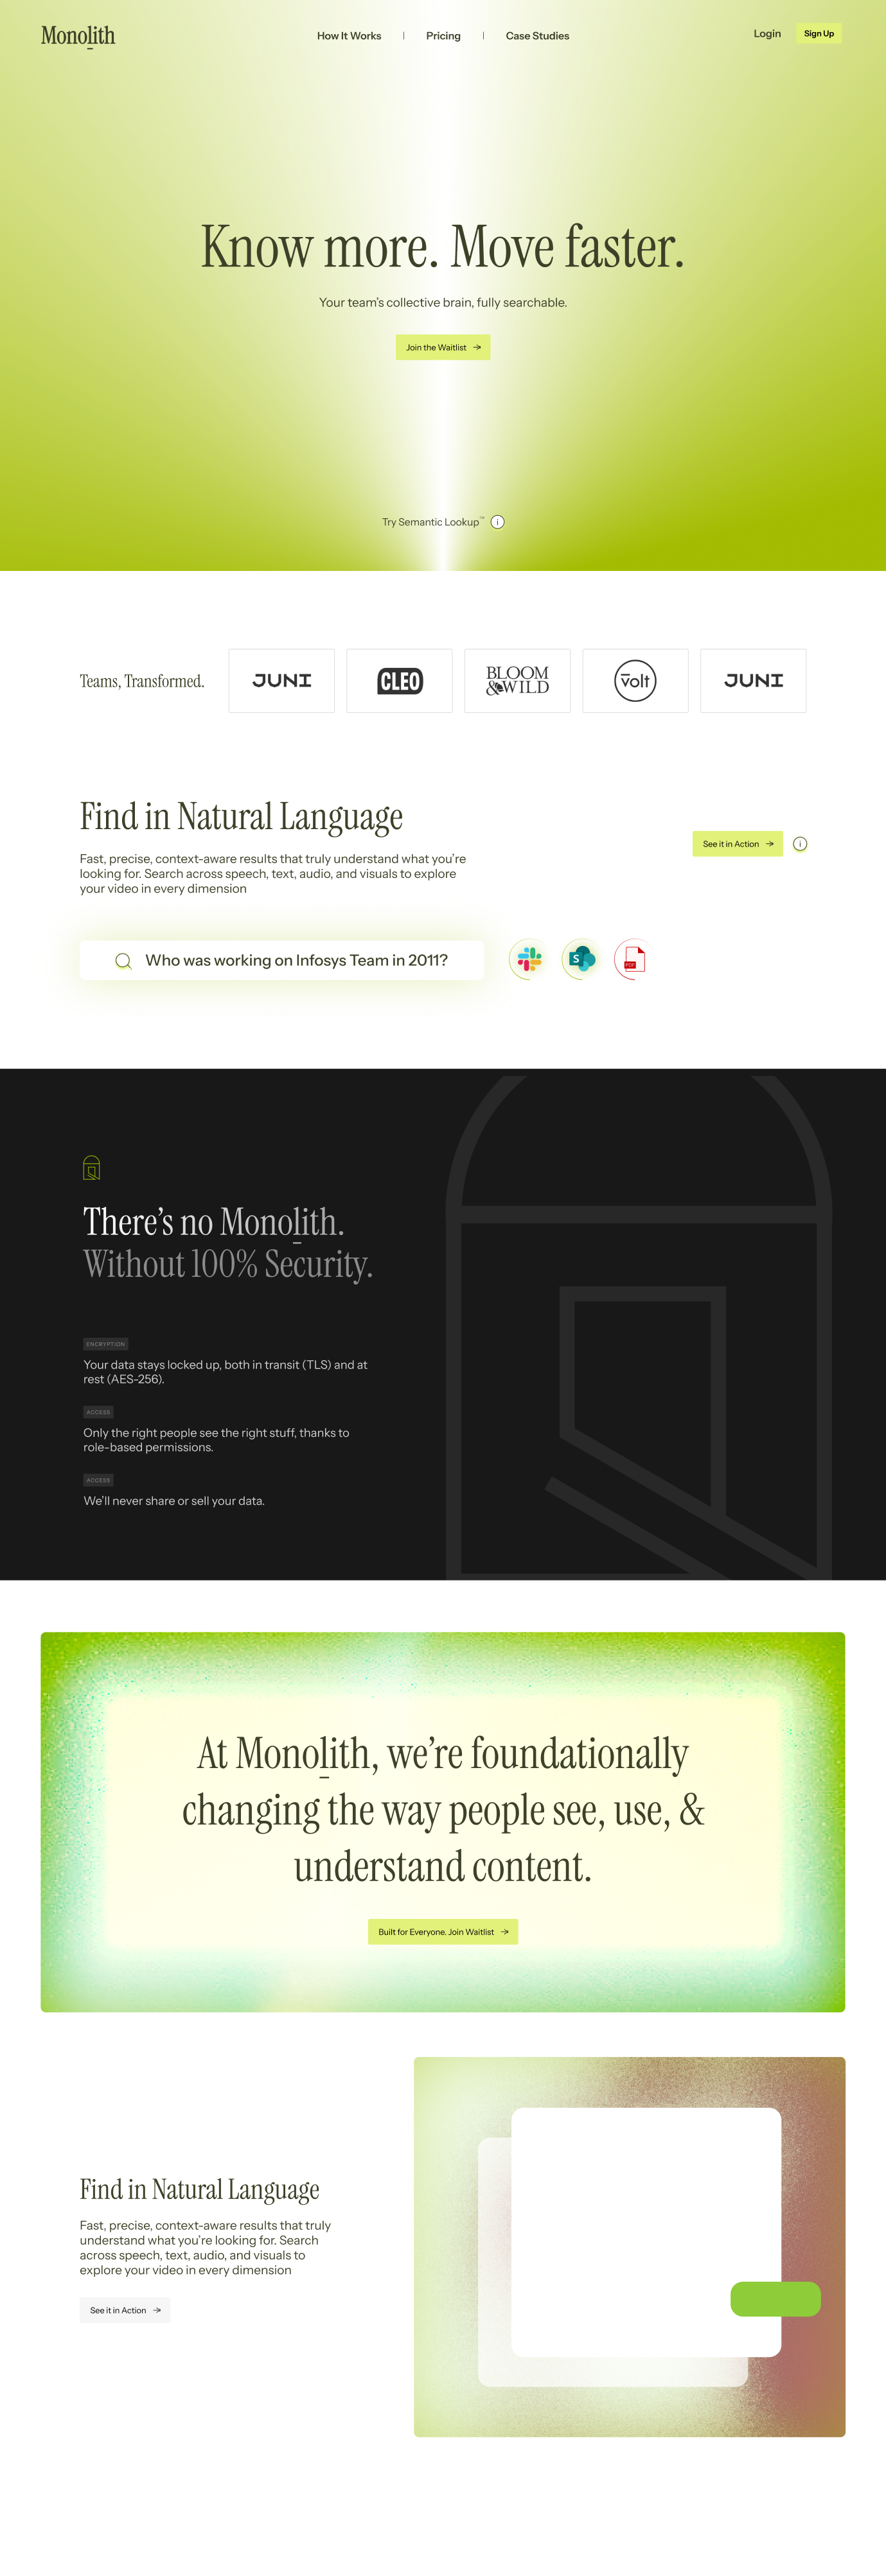 Monolith
How It Works | Pricing | Case Studies
Login
Sign Up
Know more. Move faster.
Your team's collective brain, fully searchable.
Join the Waitlist
Try Semantic Lookup™ i
Teams, Transformed.
JUNI
CLEO
BLOOM
&WILD
volt
JUNI
Find in Natural Language
Fast, precise, context-aware results that truly understand what you're
looking for. Search across speech, text, audio, and visuals to explore
your video in every dimension
See it in Action
i
Who was working on Infosys Team in 2011?
S
PDF
There's no Monolith.
Without 100% Security.
ENCRYPTION
Your data stays locked up, both in transit (TLS) and at
rest (AES-256).
ACCESS
Only the right people see the right stuff, thanks to
role-based permissions.
ACCESS
We'll never share or sell your data.
At Monolith, we're foundationally
changing the way people see, use, &
understand content.
Built for Everyone. Join Waitlist
Find in Natural Language
Fast, precise, context-aware results that truly
understand what you're looking for. Search
across speech, text, audio, and visuals to
explore your video in every dimension
See it in Action